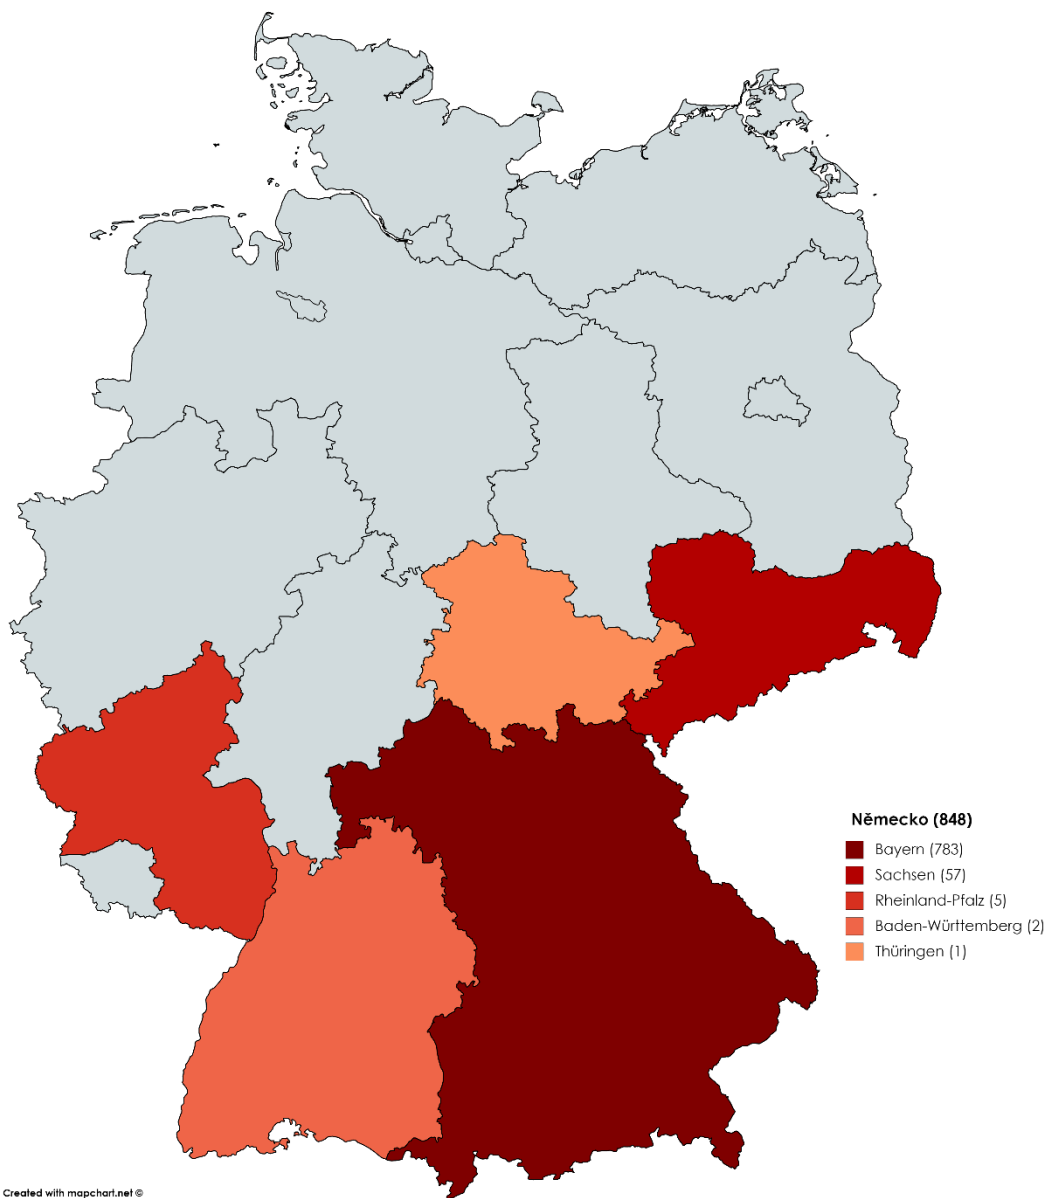 Německo (848)
Bayern (783)
Sachsen (57)
Rheinland-Pfalz (5)
Baden-Württemberg (2)
Thüringen (1)
Created with mapchart.net ©